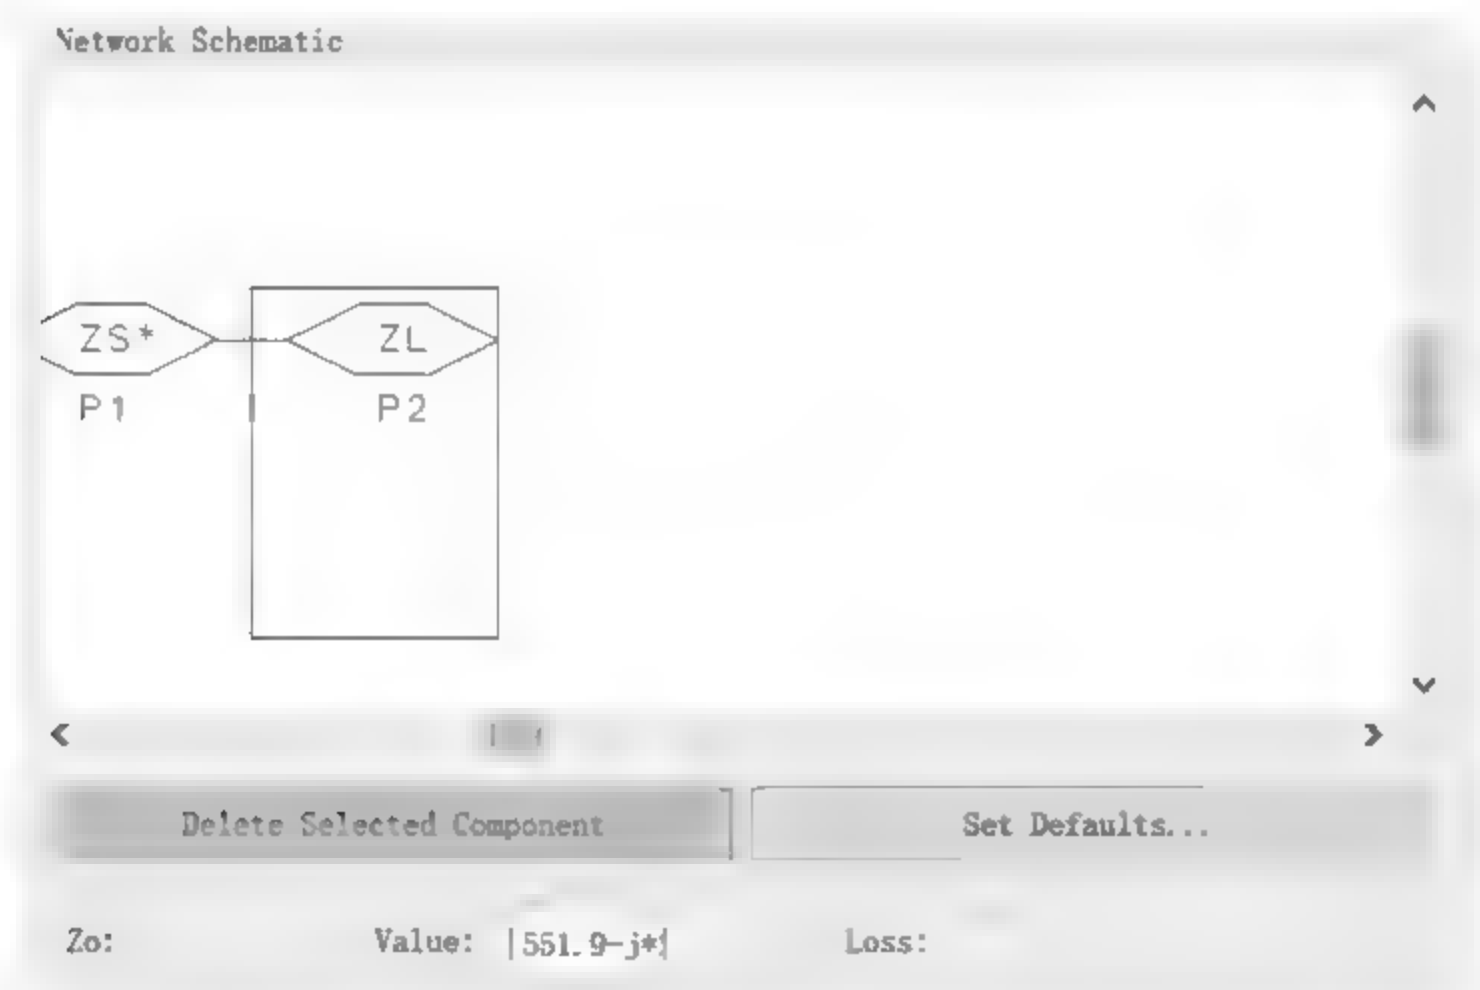 Network Schematic
ZS* ZL
P1 P2
Delete Selected Component Set Defaults...
Zo: Value: 551.9-j* Loss: